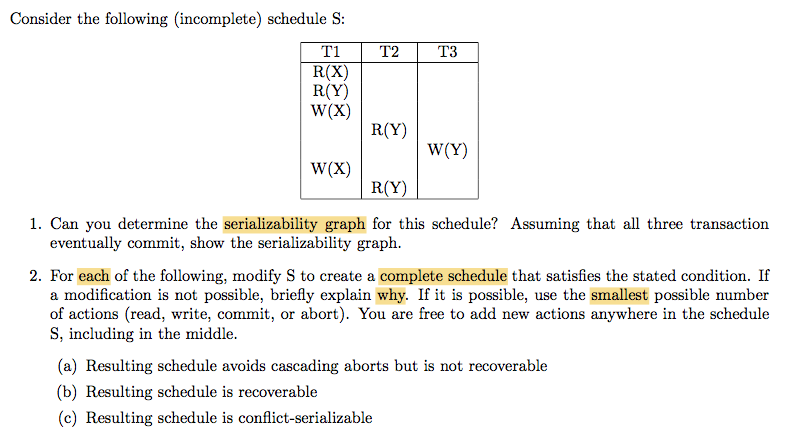 Consider the following (incomplete) schedule S:
T1 T2 T3
R(X)
R(Y)
W(X)
R(Y)
W(Y)
W(X)
R(Y)
1. Can you determine the serializability graph for this schedule? Assuming that all three transaction
eventually commit, show the serializability graph.
2. For each of the following, modify S to create a complete schedule that satisfies the stated condition. If
a modification is not possible, briefly explain why. If it is possible, use the smallest possible number
of actions (read, write, commit, or abort). You are free to add new actions anywhere in the schedule
S, including in the middle.
(a) Resulting schedule avoids cascading aborts but is not recoverable
(b) Resulting schedule is recoverable
(c) Resulting schedule is conflict-serializable